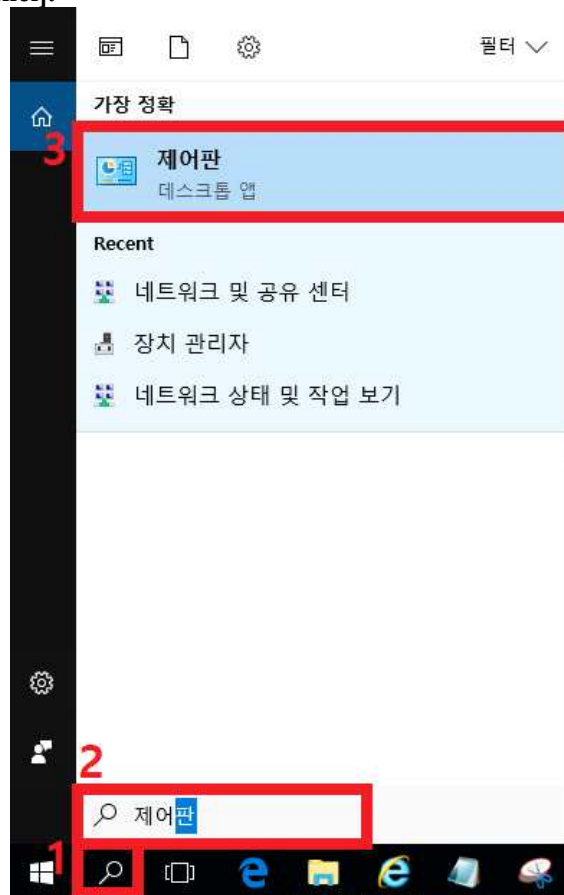 필터
가장 정확
3
제어판
데스크톱 앱
Recent
네트워크 및 공유 센터
장치 관리자
네트워크 상태 및 작업 보기
2
제어판
1